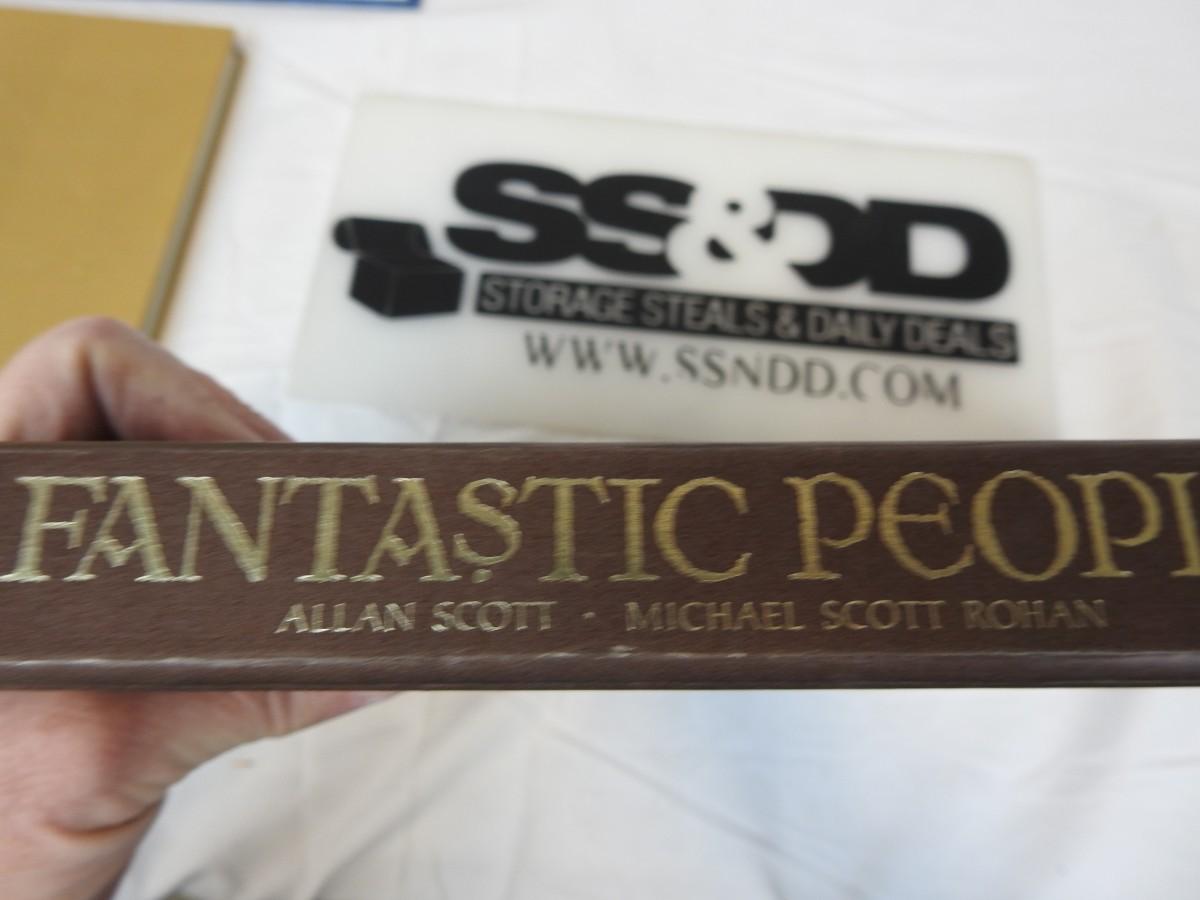 SS&DD
STORAGE STEALS & DAILY DEALS
WWW.SSNDD.COM
FANTASTIC PEOPL
ALLAN SCOTT · MICHAEL SCOTT ROHAN